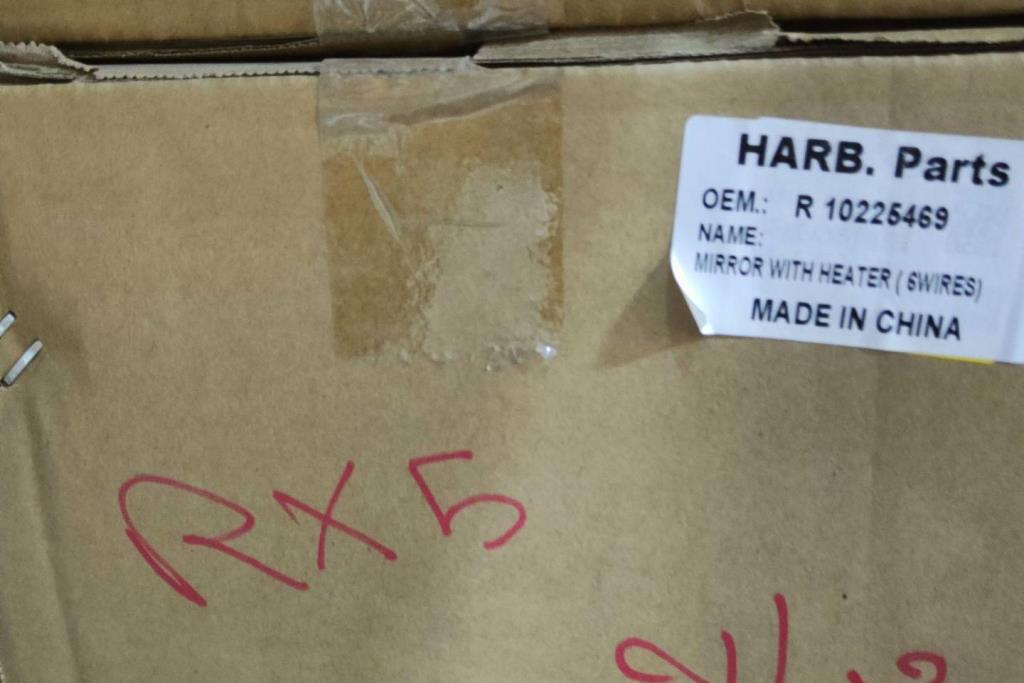 HARB. Parts
OEM.: R 10225469
NAME:
MIRROR WITH HEATER ( 6WIRES)
MADE IN CHINA
RX5